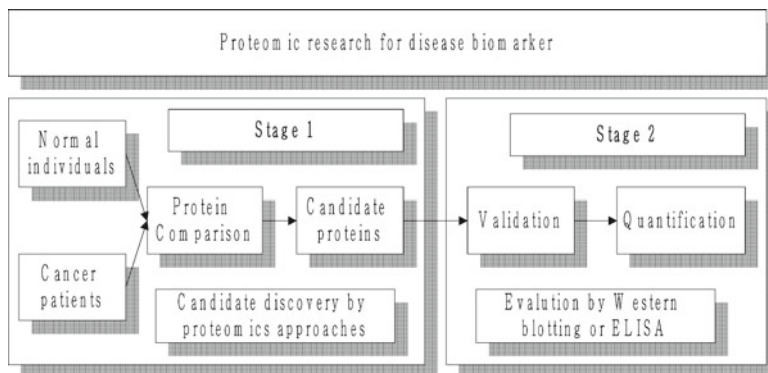 Proteomic research for disease biomarker
Stage 1
Normal
individuals
Protein
Comparison
Candidate
proteins
Cancer
patients
Candidate discovery by
proteomics approaches
Stage 2
Validation
Quantification
Evalution by Western
blotting or ELISA